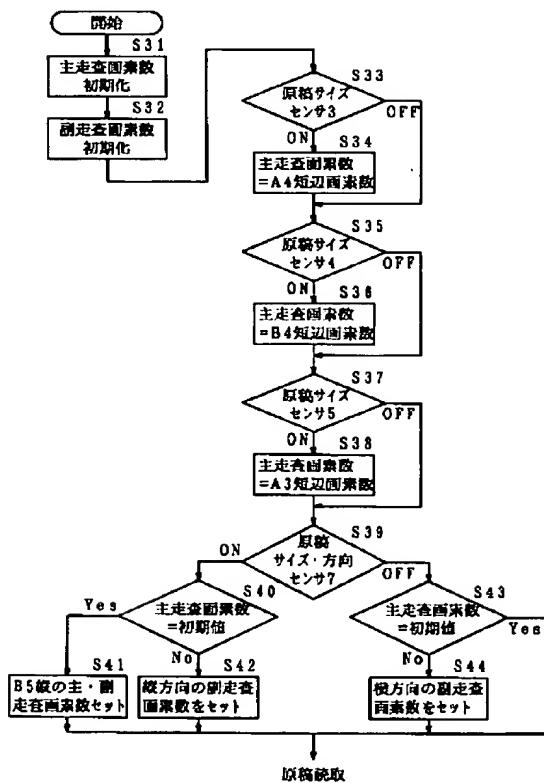 開始
S31
主走査画素数
初期化
S32
副走査画素数
初期化
S33
原稿サイズ
センサ3
OFF
ON
S34
主走査画素数
=A4短辺画素数
S35
原稿サイズ
センサ4
OFF
ON
S36
主走査画素数
=B4短辺画素数
S37
原稿サイズ
センサ5
OFF
ON
S38
主走査画素数
=A3短辺画素数
S39
原稿
サイズ・方向
センサ7
ON
OFF
S40
主走査画素数
=初期値
Yes
No
S43
主走査画素数
=初期値
Yes
No
S41
B5縦の主・副
走査画素数セット
S42
縦方向の副走査
画素数をセット
S44
横方向の副走査
画素数をセット
原稿読取